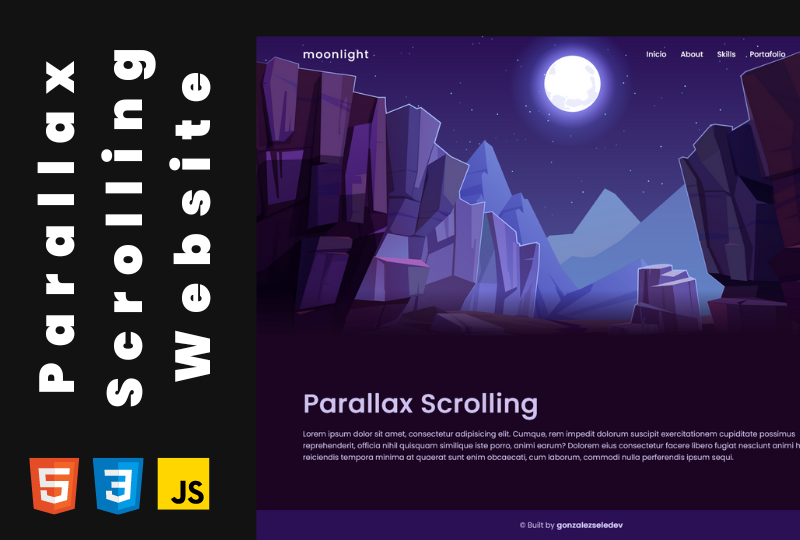 Parallax
Scrolling
Website
5 3 JS
moonlight
Inicio About Skills Portafolio
Parallax Scrolling
Lorem ipsum dolor sit amet, consectetur adipisicing elit. Cumque, rem impedit dolorum suscipit exercitationem cupiditate possimus
reprehenderit, officia nihil quisquam similique iste porro, animi earum? Dolorem eius consectetur facere libero fugiat nesciunt animi h
reiciendis tempora minima at quaerat sunt enim obcaecati, cum laborum, commodi nulla perferendis ipsum sequi.
© Built by gonzalezseledev